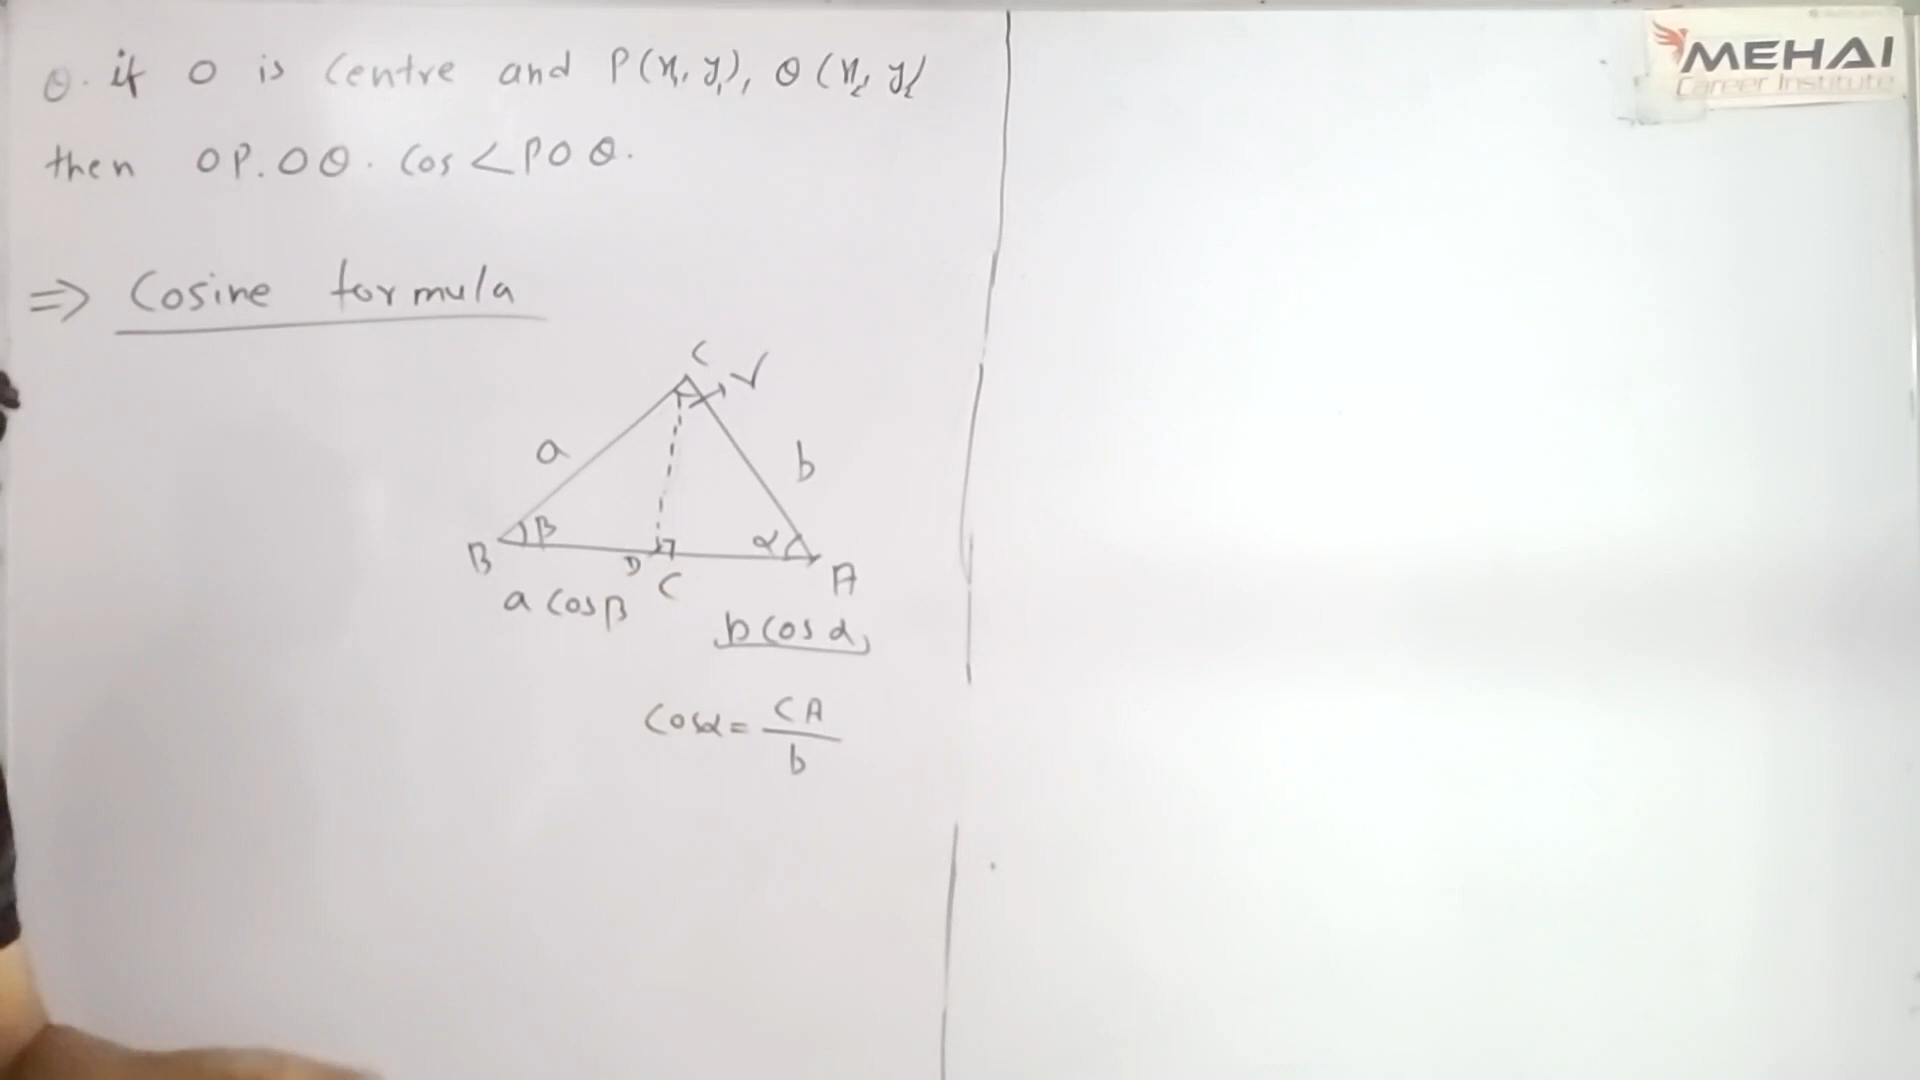 Q. if O is Centre and P(x₁, y₁), Q(x₂, y₂)
then OP.OQ. Cos <POQ.
⇒ Cosine formula
C
γ
a
b
B
β
D
C
α
A
a Cosβ
b Cos α
Cosα = CA/b
MEHAI
Career Institute